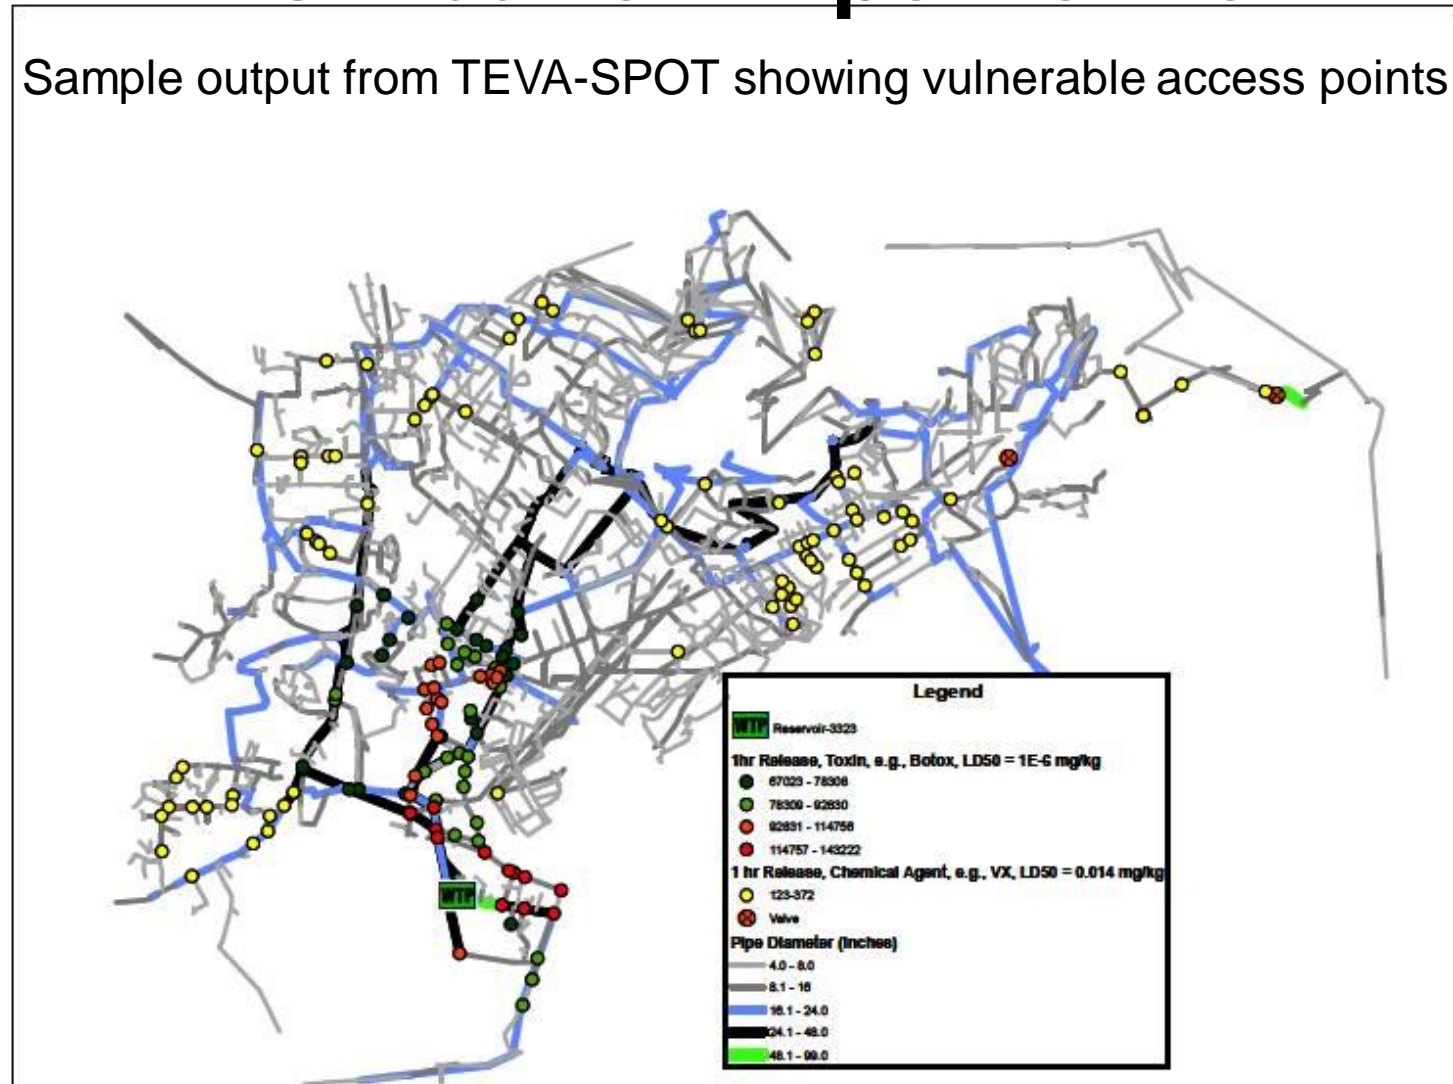 Sample output from TEVA-SPOT showing vulnerable access points
WTP
Legend
WTP Reservoir-3323
1hr Release, Toxin, e.g., Botox, LD50 = 1E-6 mg/kg
67023 - 78308
78309 - 92830
92831 - 114756
114757 - 143222
1 hr Release, Chemical Agent, e.g., VX, LD50 = 0.014 mg/kg
123-372
Valve
Pipe Diameter (Inches)
4.0 - 8.0
8.1 - 16
16.1 - 24.0
24.1 - 48.0
48.1 - 99.0